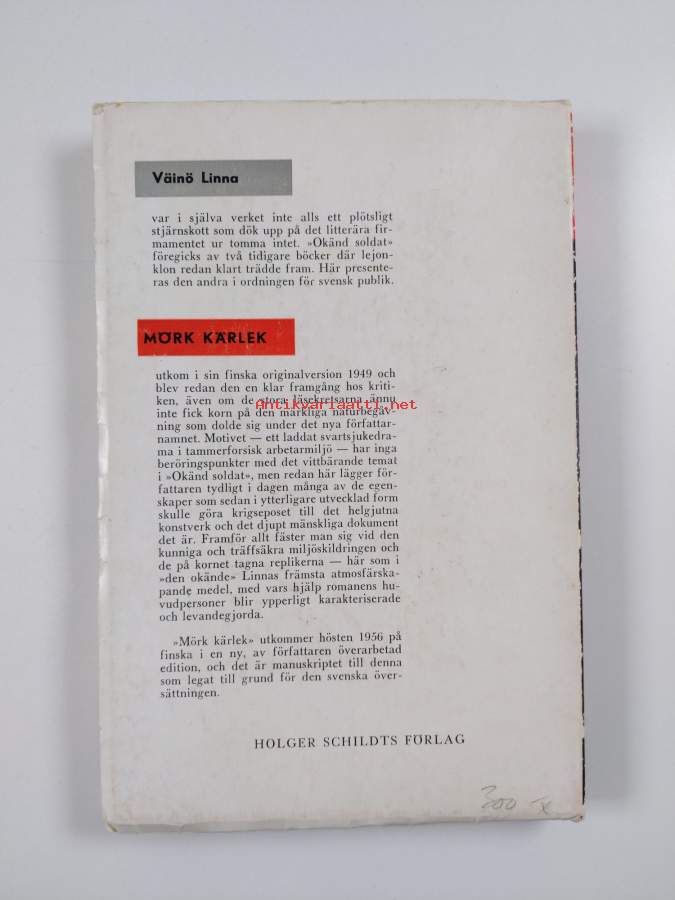 Väinö Linna
var i själva verket inte alls ett plötsligt
stjärnskott som dök upp på det litterära fir-
mamentet ur tomma intet. »Okänd soldat»
föregicks av två tidigare böcker där lejon-
klon redan klart trädde fram. Här presente-
ras den andra i ordningen för svensk publik.
MÖRK KÄRLEK
utkom i sin finska originalversion 1949 och
blev redan den en klar framgång hos kriti-
ken, även om de stora läsekretsarna ännu
Antikvariaatti.net
inte fick korn på den märkliga naturbegåv-
ning som dolde sig under det nya författar-
namnet. Motivet — ett laddat svartsjukedra-
ma i tammerforsisk arbetarmiljö — har inga
beröringspunkter med det vittbärande temat
i »Okänd soldat», men redan här lägger för-
fattaren tydligt i dagen många av de egen-
skaper som sedan i ytterligare utvecklad form
skulle göra krigseposet till det helgjutna
konstverk och det djupt mänskliga dokument
det är. Framför allt fäster man sig vid den
kunniga och träffsäkra miljöskildringen och
de på kornet tagna replikerna — här som i
»den okände» Linnas främsta atmosfärska-
pande medel, med vars hjälp romanens hu-
vudpersoner blir ypperligt karakteriserade
och levandegjorda.
»Mörk kärlek» utkommer hösten 1956 på
finska i en ny, av författaren överarbetad
edition, och det är manuskriptet till denna
som legat till grund för den svenska över-
sättningen.
HOLGER SCHILDTS FÖRLAG
300